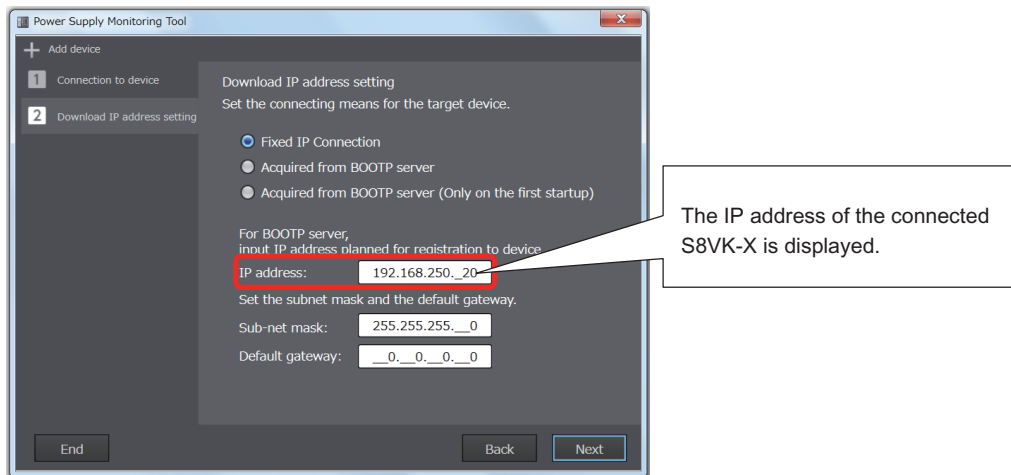 Power Supply Monitoring Tool
x
+ Add device
1 Connection to device
2 Download IP address setting
Download IP address setting
Set the connecting means for the target device.
Fixed IP Connection
Acquired from BOOTP server
Acquired from BOOTP server (Only on the first startup)
For BOOTP server,
input IP address planned for registration to device
IP address: 192.168.250._20
Set the subnet mask and the default gateway.
Sub-net mask: 255.255.255.__0
Default gateway: __0.__0.__0.__0
End
Back
Next
The IP address of the connected
S8VK-X is displayed.